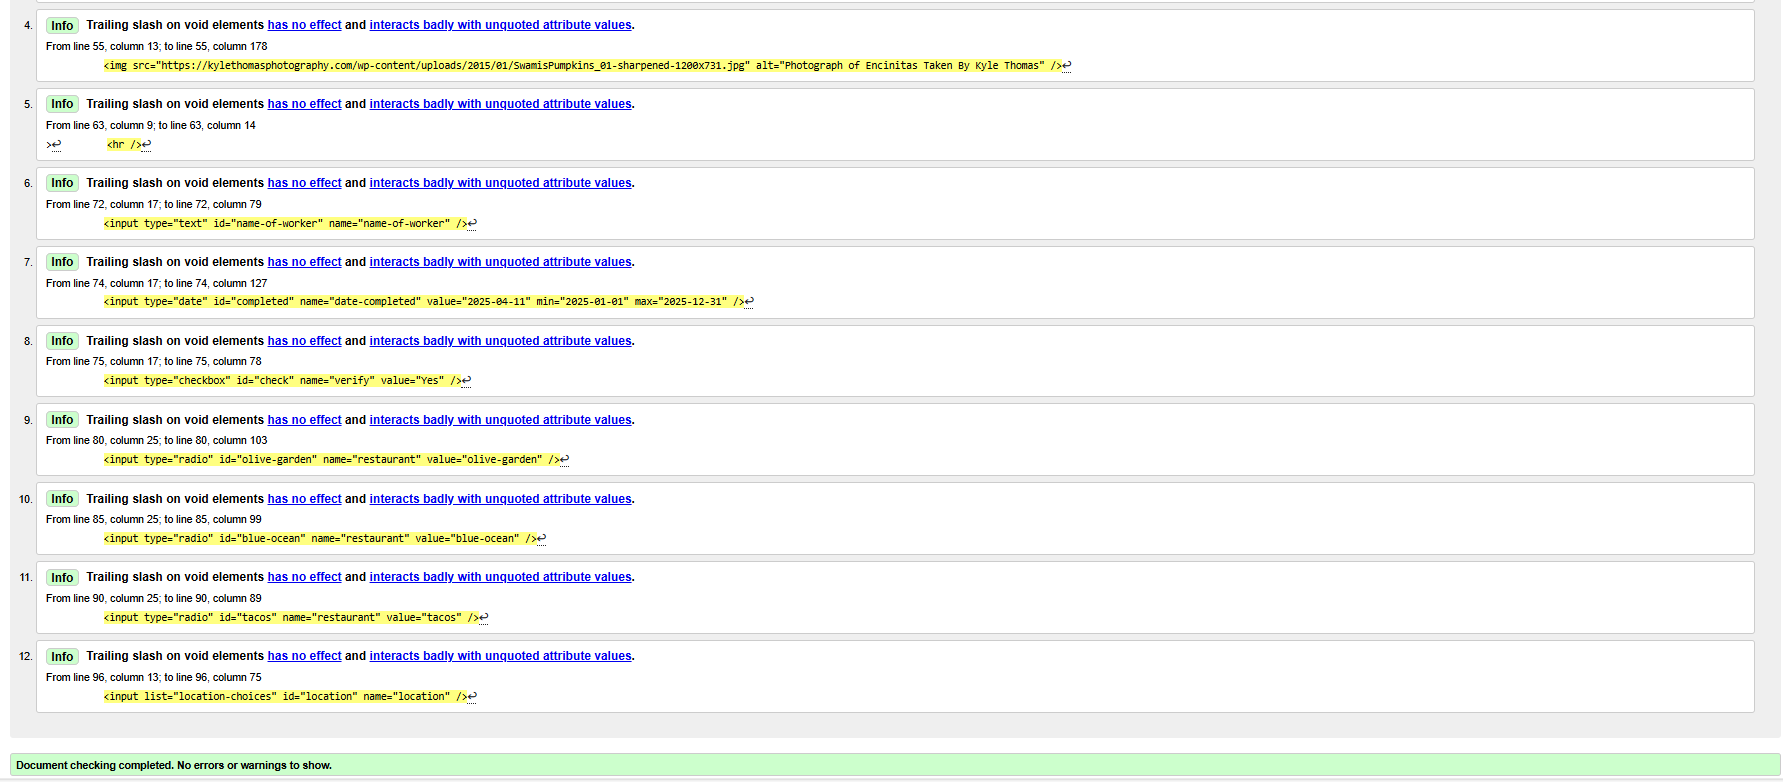 4. Info Trailing slash on void elements has no effect and interacts badly with unquoted attribute values.
From line 55, column 13; to line 55, column 178
<img src="https://kylethomasphotography.com/wp-content/uploads/2015/01/SwamisPumpkins_01-sharpened-1200x731.jpg" alt="Photograph of Encinitas Taken By Kyle Thomas" />↩
5. Info Trailing slash on void elements has no effect and interacts badly with unquoted attribute values.
From line 63, column 9; to line 63, column 14
>↩ <hr />↩
6. Info Trailing slash on void elements has no effect and interacts badly with unquoted attribute values.
From line 72, column 17; to line 72, column 79
<input type="text" id="name-of-worker" name="name-of-worker" />↩
7. Info Trailing slash on void elements has no effect and interacts badly with unquoted attribute values.
From line 74, column 17; to line 74, column 127
<input type="date" id="completed" name="date-completed" value="2025-04-11" min="2025-01-01" max="2025-12-31" />↩
8. Info Trailing slash on void elements has no effect and interacts badly with unquoted attribute values.
From line 75, column 17; to line 75, column 78
<input type="checkbox" id="check" name="verify" value="Yes" />↩
9. Info Trailing slash on void elements has no effect and interacts badly with unquoted attribute values.
From line 80, column 25; to line 80, column 103
<input type="radio" id="olive-garden" name="restaurant" value="olive-garden" />↩
10. Info Trailing slash on void elements has no effect and interacts badly with unquoted attribute values.
From line 85, column 25; to line 85, column 99
<input type="radio" id="blue-ocean" name="restaurant" value="blue-ocean" />↩
11. Info Trailing slash on void elements has no effect and interacts badly with unquoted attribute values.
From line 90, column 25; to line 90, column 89
<input type="radio" id="tacos" name="restaurant" value="tacos" />↩
12. Info Trailing slash on void elements has no effect and interacts badly with unquoted attribute values.
From line 96, column 13; to line 96, column 75
<input list="location-choices" id="location" name="location" />↩
Document checking completed. No errors or warnings to show.